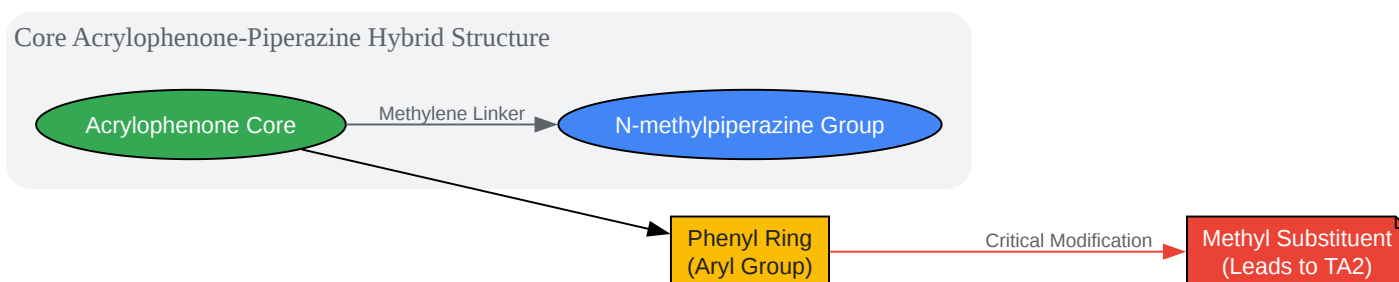 Core Acrylophenone-Piperazine Hybrid Structure
Acrylophenone Core
Methylene Linker
N-methylpiperazine Group
Phenyl Ring
(Aryl Group)
Critical Modification
Methyl Substituent
(Leads to TA2)